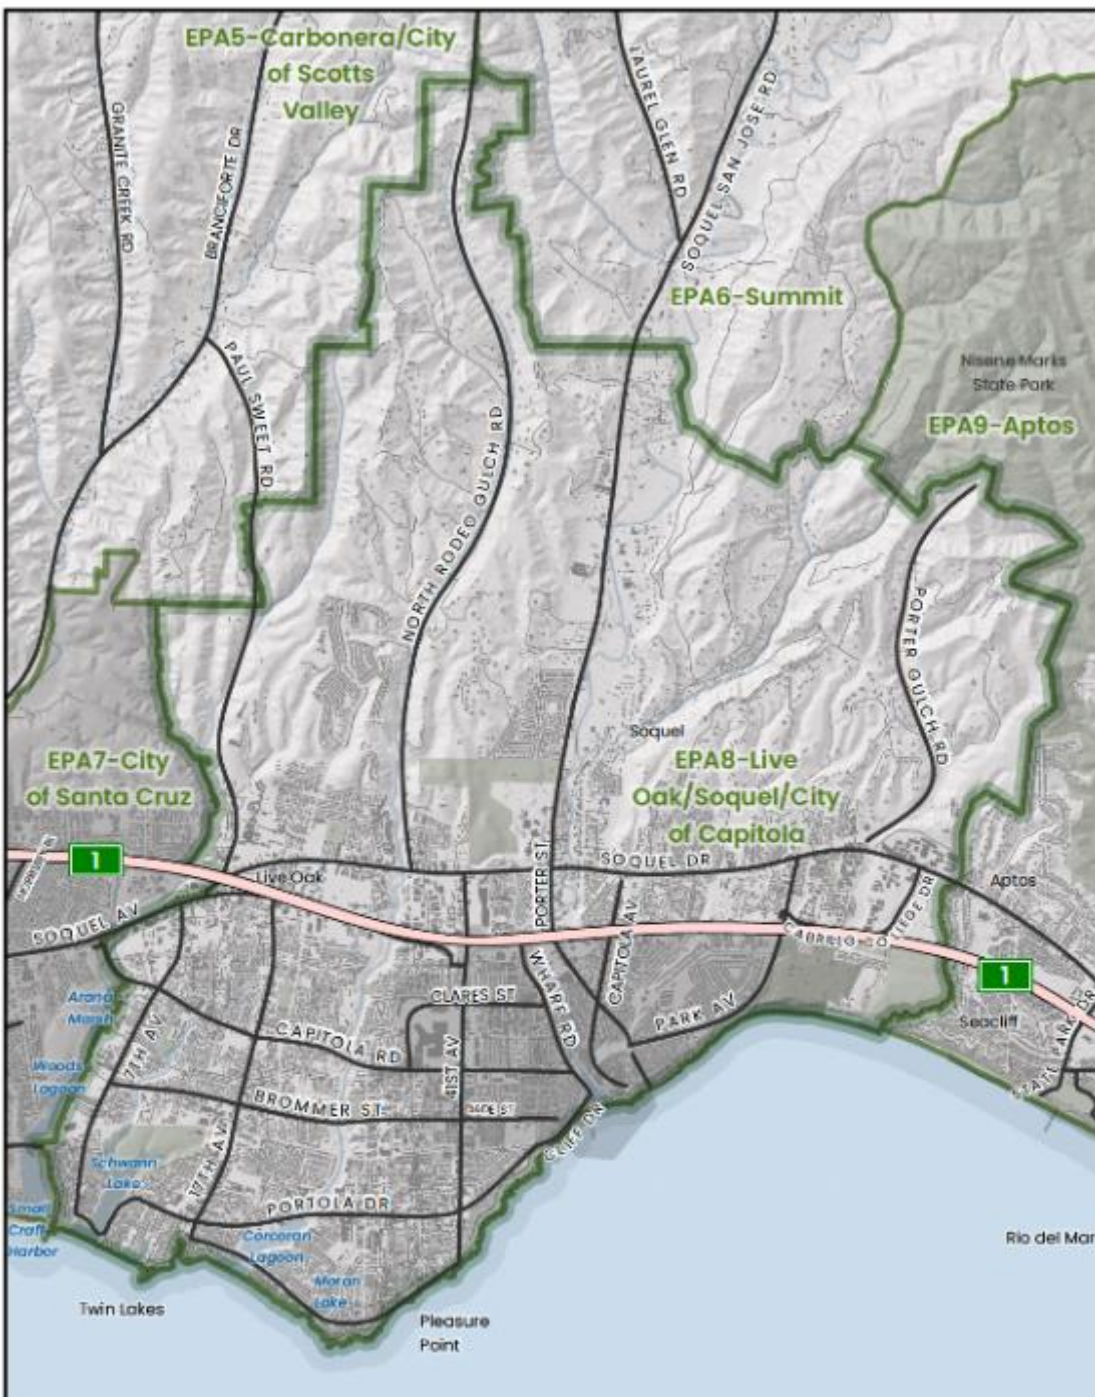 EPA5-Carbonera/City
of Scotts
Valley
GRANITE CREEK RD
BRANCIFORTE DR
LAUREL GLEN RD
SOQUEL SAN JOSE RD
EPA6-Summit
PAUL SWEET RD
Nisene Marks
State Park
EPA9-Aptos
NORTH RODEO GULCH RD
PORTER GULCH RD
Soquel
EPA7-City
of Santa Cruz
EPA8-Live
Oak/Soquel/City
of Capitola
1
SOQUEL DR
PORTER ST
Live Oak
Aptos
SOQUEL AV
CAPITOLA AV
CABRILLO COLLEGE DR
1
WHARF RD
CLARES ST
Arana
Marsh
PARK AV
Seacliff
STATE PARK DR
7TH AV
CAPITOLA RD
41ST AV
Woods
Lagoon
BROMMER ST
JADE ST
CLIFF DR
17TH AV
Schwann
Lake
PORTOLA DR
Small
Craft
Harbor
Corcoran
Lagoon
Rio del Mar
Moran
Lake
Twin Lakes
Pleasure
Point